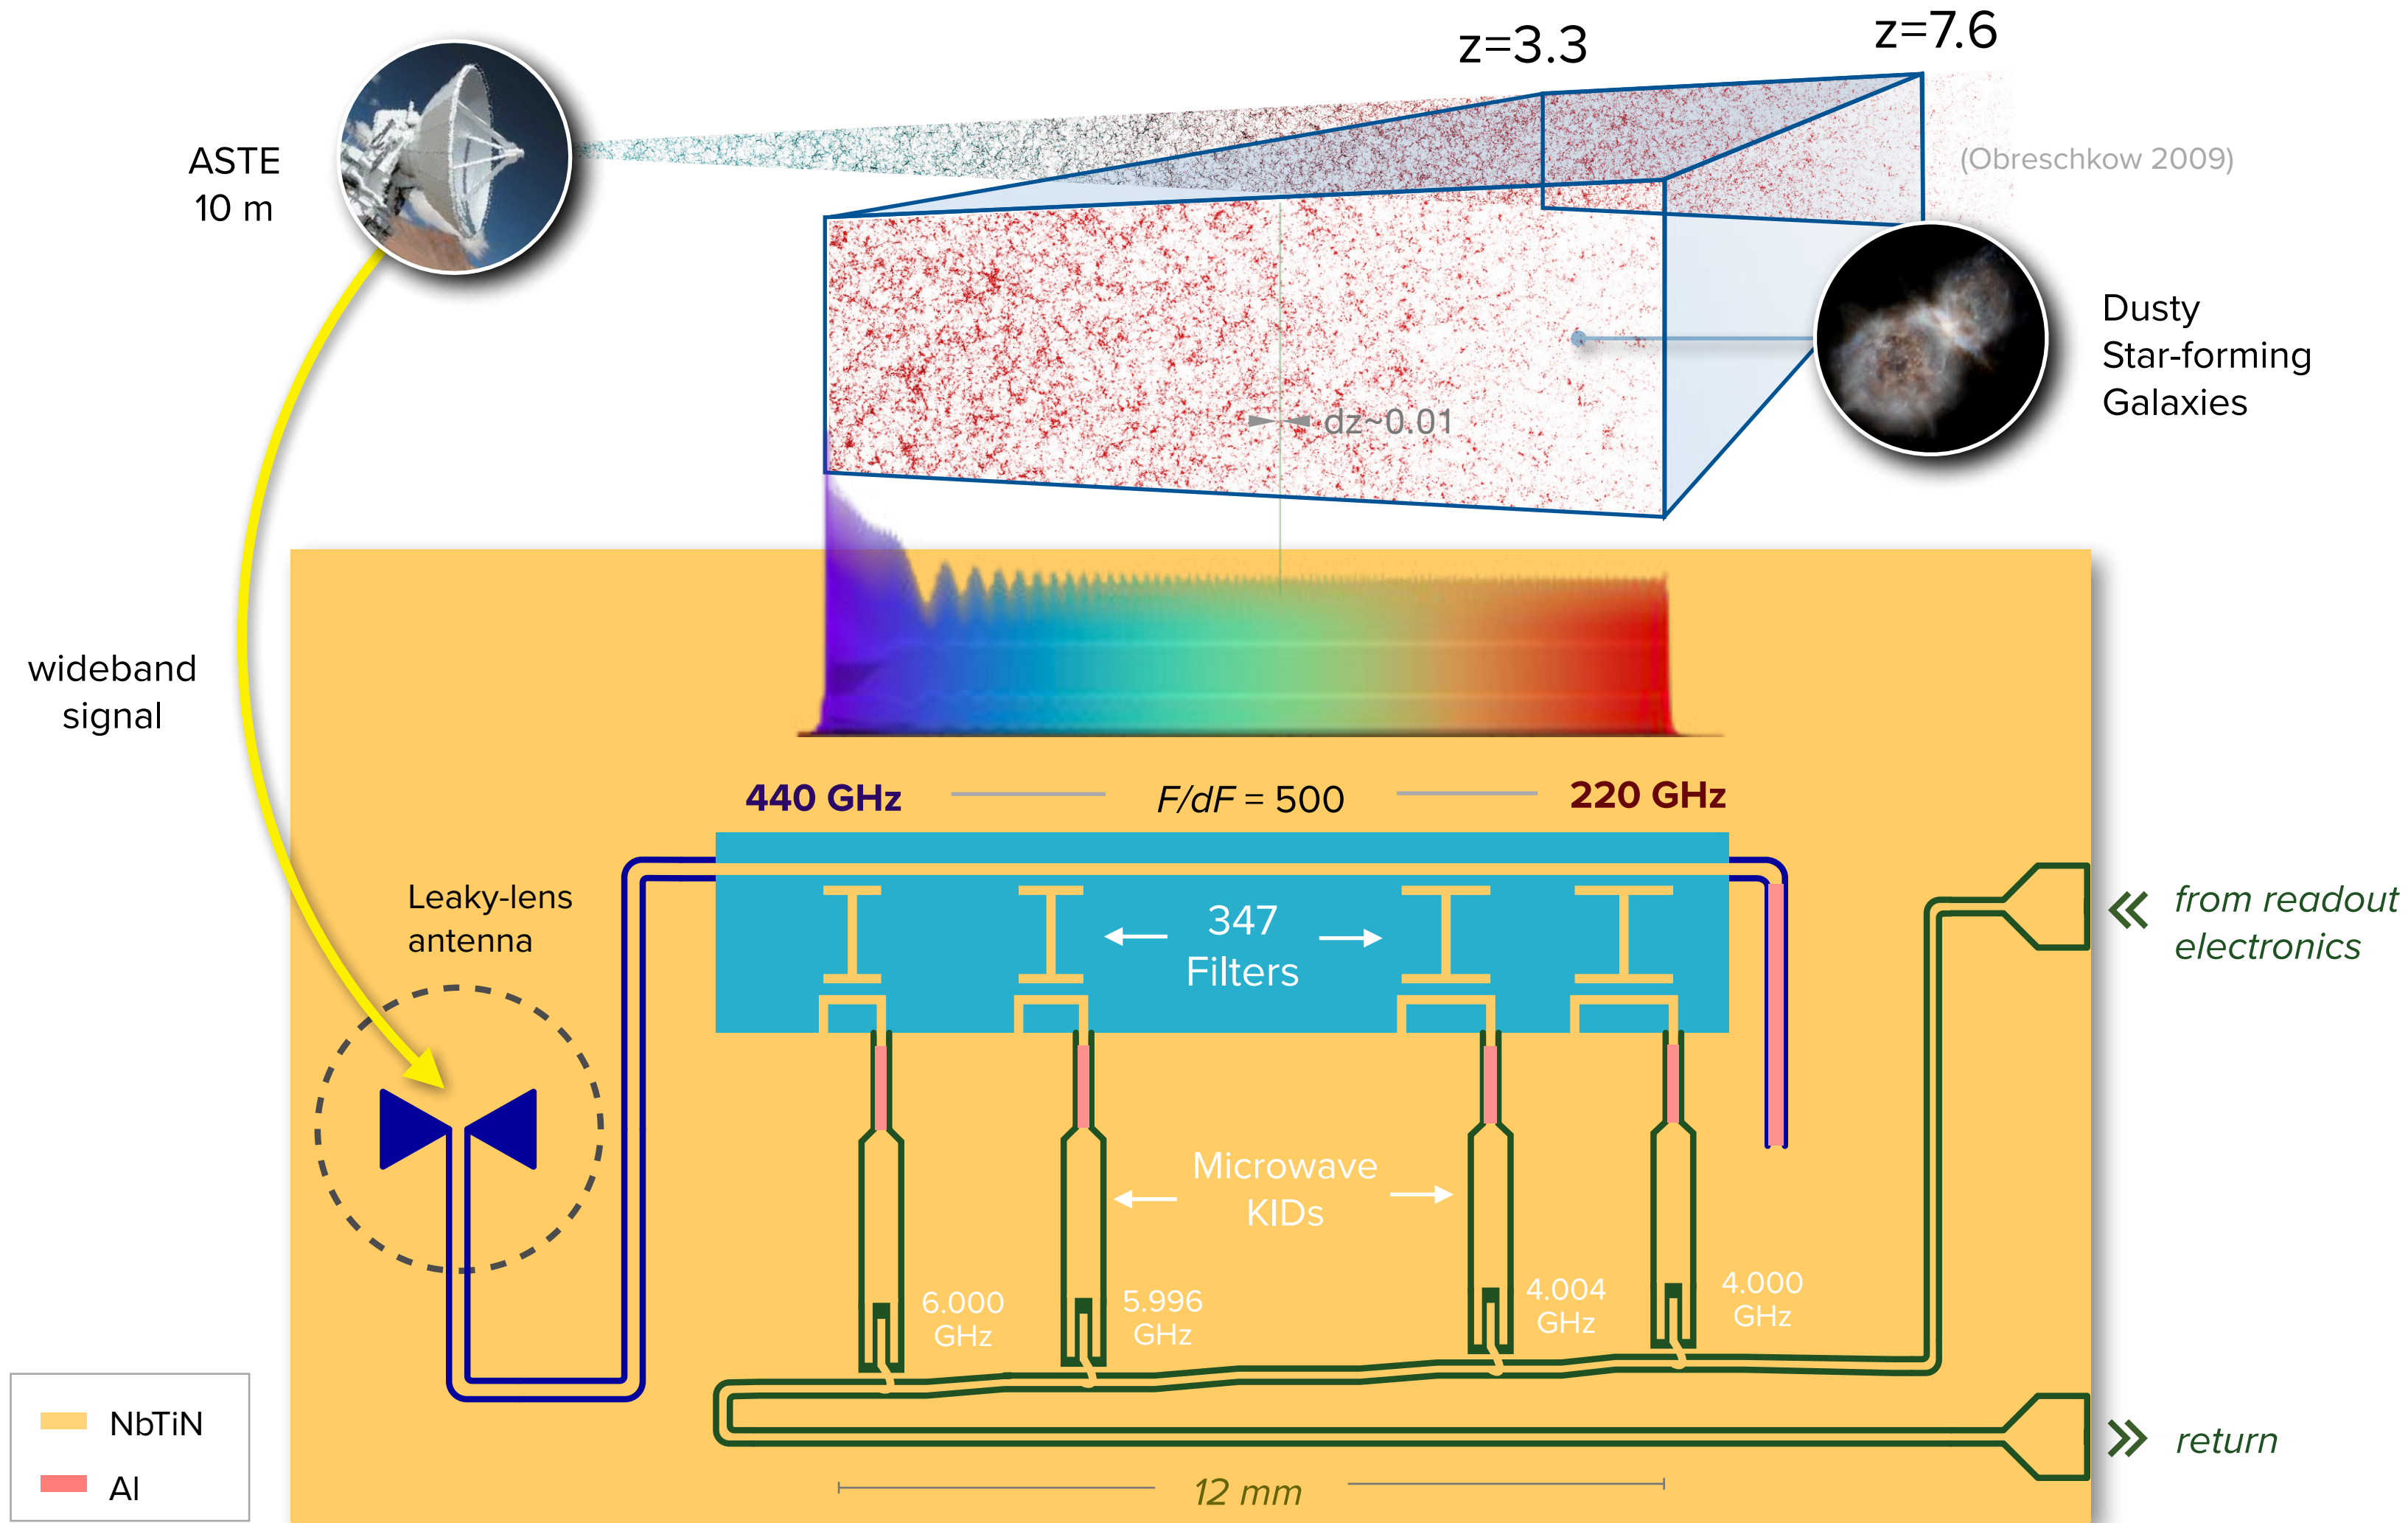 z=3.3
z=7.6
ASTE
10 m
(Obreschkow 2009)
Dusty
Star-forming
Galaxies
dz~0.01
wideband
signal
440 GHz
F/dF = 500
220 GHz
Leaky-lens
antenna
347
Filters
from readout
electronics
Microwave
KIDs
6.000
GHz
5.996
GHz
4.004
GHz
4.000
GHz
NbTiN
Al
return
12 mm